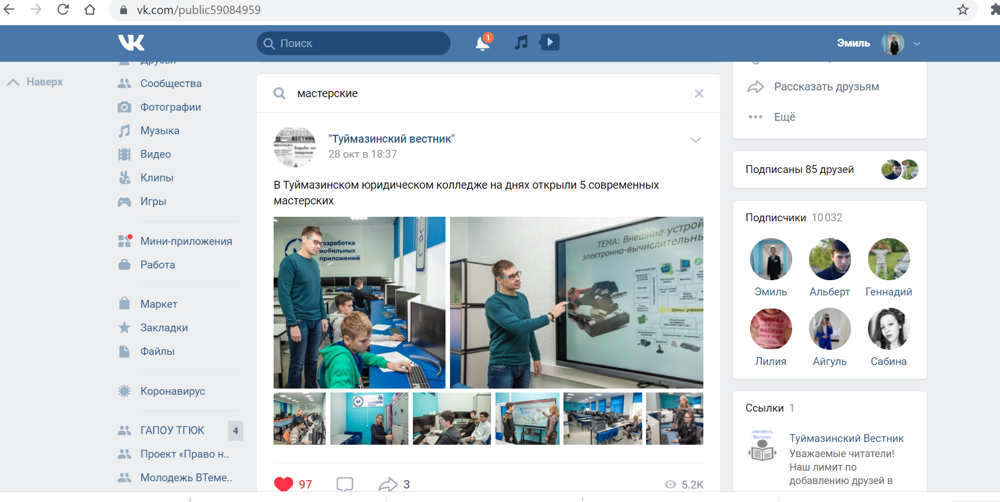 vk.com/public59084959
Поиск
1
Эмиль
Наверх
Друзья
Сообщества
Фотографии
Музыка
Видео
Клипы
Игры
Мини-приложения
Работа
Маркет
Закладки
Файлы
Коронавирус
ГАПОУ ТГЮК 4
Проект «Право н..
Молодежь ВТеме..
мастерские
"Туймазинский вестник"
28 окт в 18:37
В Туймазинском юридическом колледже на днях открыли 5 современных
мастерских
Разработка
мобильных
приложений
ТЕМА: Внешние устрой
электронно-вычислительны
97
3
5.2K
Рассказать друзьям
Ещё
Подписаны 85 друзей
Подписчики 10 032
Эмиль Альберт Геннадий
Лилия Айгуль Сабина
Ссылки 1
Туймазинский Вестник
Уважаемые читатели!
Наш лимит по
добавлению друзей в